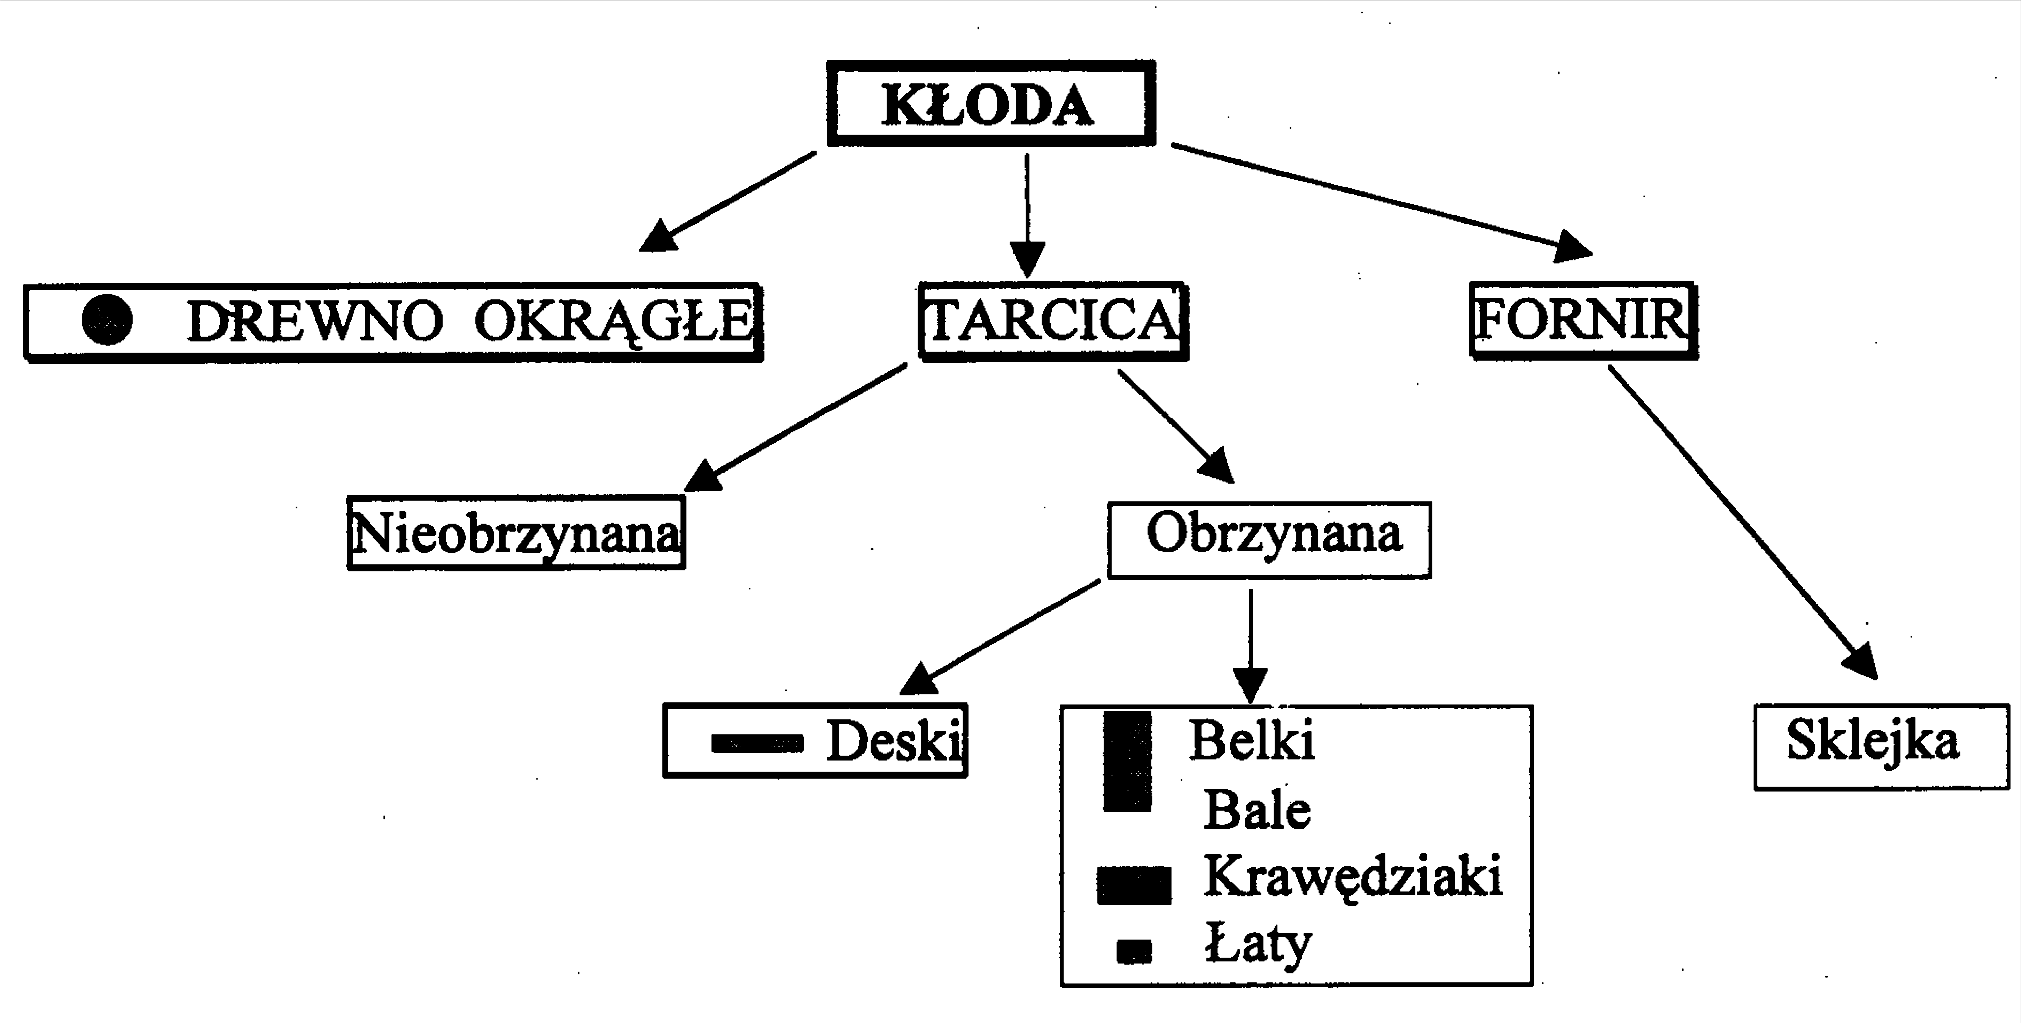 KŁODA
DREWNO OKRĄGŁE
TARCICA
FORNIR
Nieobrzynana
Obrzynana
Deski
Belki
Bale
Krawędziaki
Łaty
Sklejka